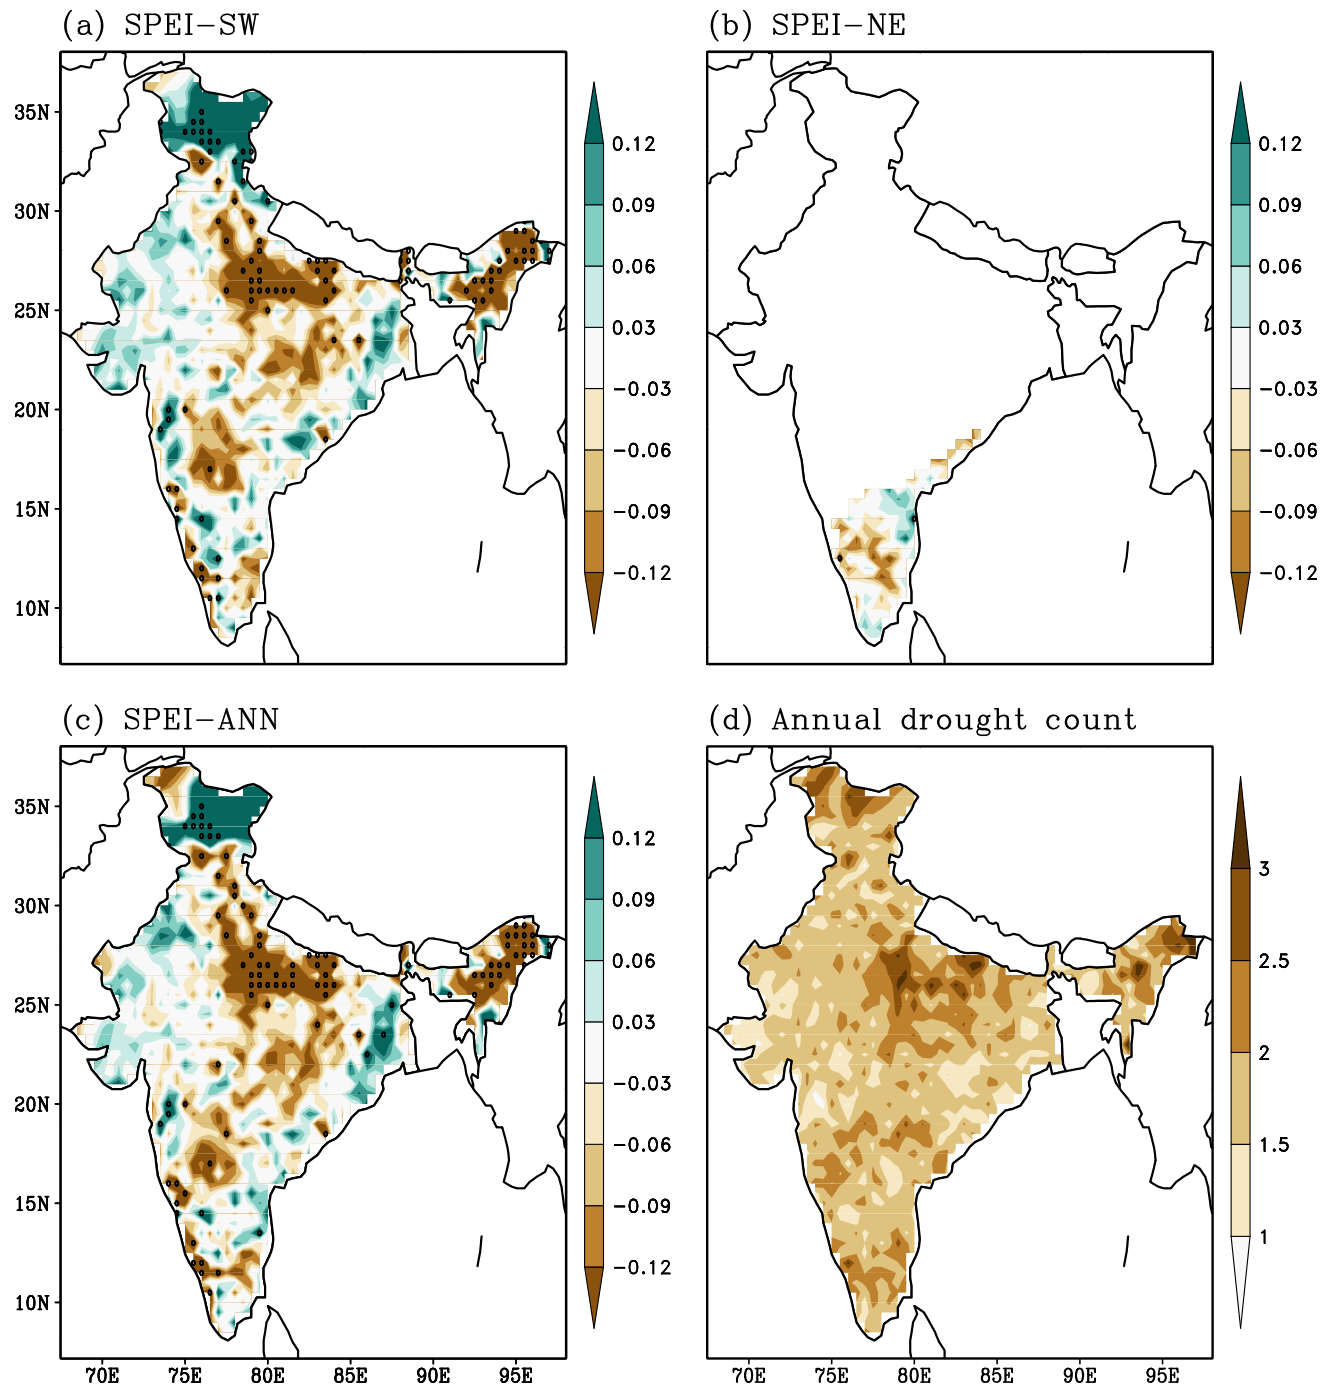 (a) SPEI-SW
(b) SPEI-NE
35N
30N
25N
20N
15N
10N
0.12
0.09
0.06
0.03
-0.03
-0.06
-0.09
-0.12
0.12
0.09
0.06
0.03
-0.03
-0.06
-0.09
-0.12
(c) SPEI-ANN
(d) Annual drought count
35N
30N
25N
20N
15N
10N
0.12
0.09
0.06
0.03
-0.03
-0.06
-0.09
-0.12
3
2.5
2
1.5
1
70E 75E 80E 85E 90E 95E
70E 75E 80E 85E 90E 95E